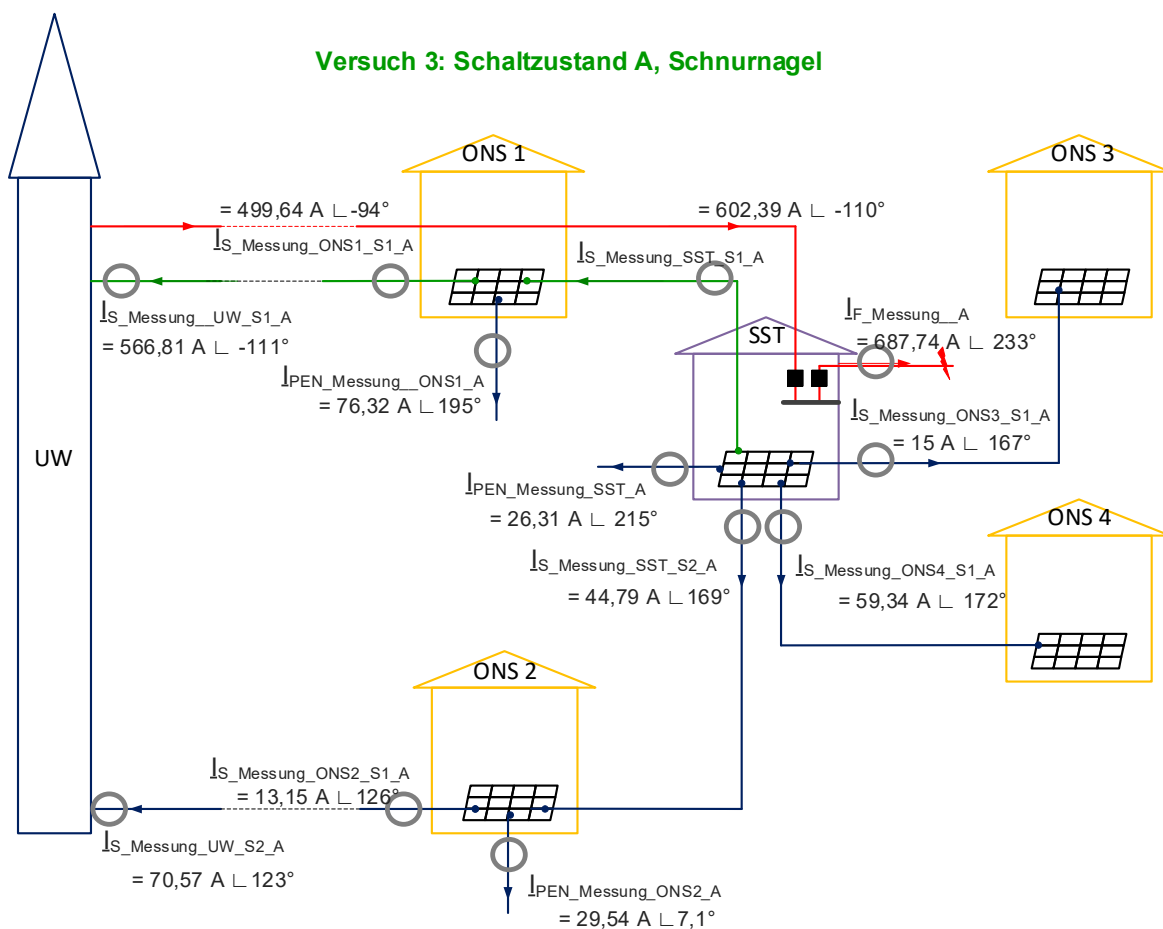 Versuch 3: Schaltzustand A, Schnurnagel
ONS 1
ONS 3
= 499,64 A ∟-94°
= 602,39 A ∟ -110°
IS_Messung_ONS1_S1_A
IS_Messung_SST_S1_A
IS_Messung__UW_S1_A
= 566,81 A ∟ -111°
IF_Messung__A
= 687,74 A ∟ 233°
SST
IPEN_Messung__ONS1_A
= 76,32 A ∟195°
IS_Messung_ONS3_S1_A
= 15 A ∟ 167°
UW
IPEN_Messung_SST_A
= 26,31 A ∟ 215°
ONS 4
IS_Messung_SST_S2_A
= 44,79 A ∟169°
IS_Messung_ONS4_S1_A
= 59,34 A ∟ 172°
ONS 2
IS_Messung_ONS2_S1_A
= 13,15 A ∟126°
IS_Messung_UW_S2_A
= 70,57 A ∟123°
IPEN_Messung_ONS2_A
= 29,54 A ∟7,1°